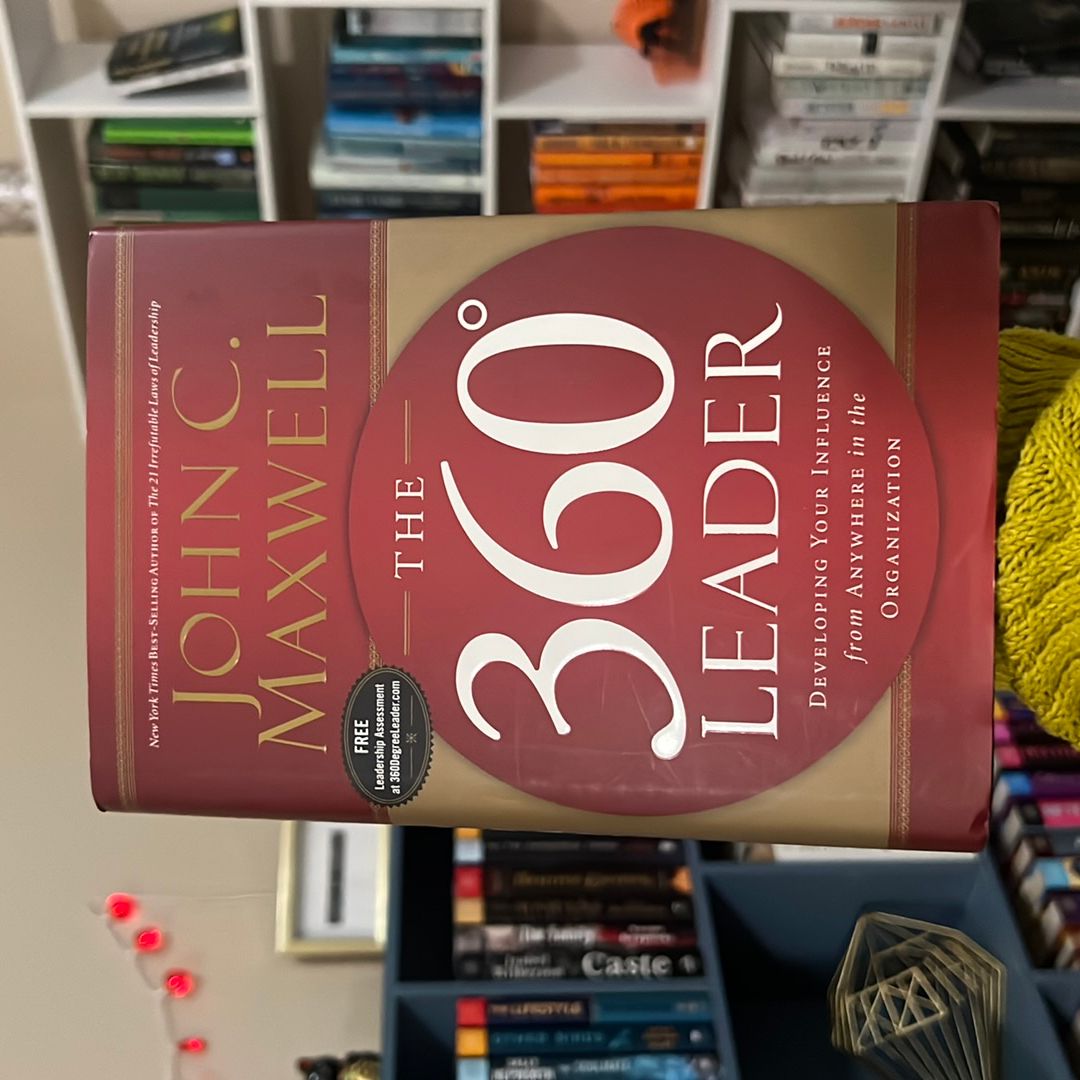 New York Times BEST-SELLING AUTHOR OF The 21 Irrefutable Laws of Leadership
JOHN C.
MAXWELL
FREE
Leadership Assessment
at 360DegreeLeader.com
THE
360°
LEADER
DEVELOPING YOUR INFLUENCE
from ANYWHERE in the
ORGANIZATION
Caste